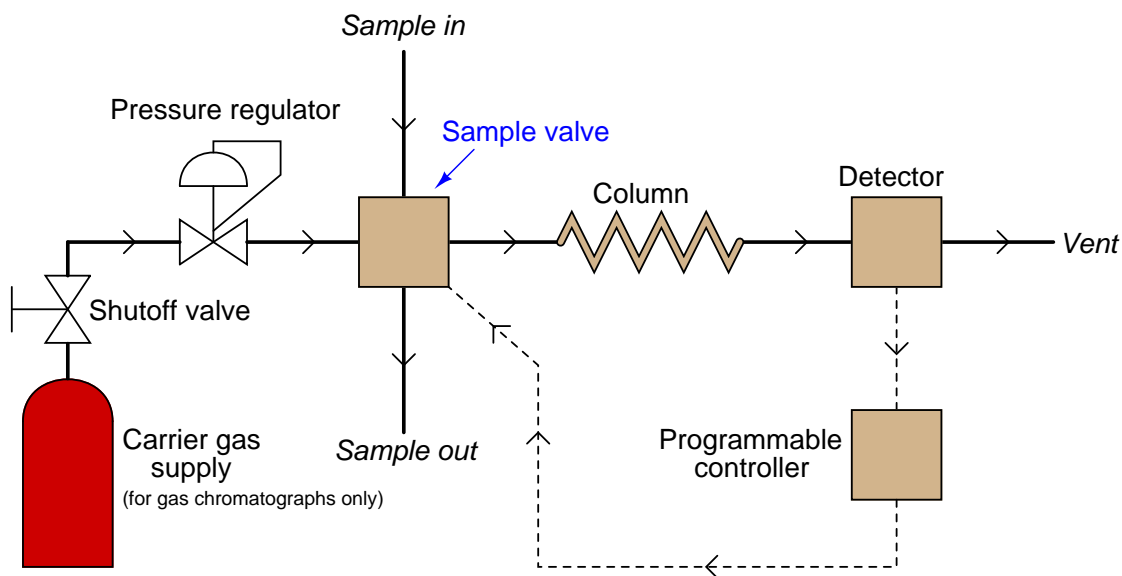 Sample in
Pressure regulator
Sample valve
Column
Detector
Vent
Shutoff valve
Carrier gas
supply
(for gas chromatographs only)
Sample out
Programmable
controller